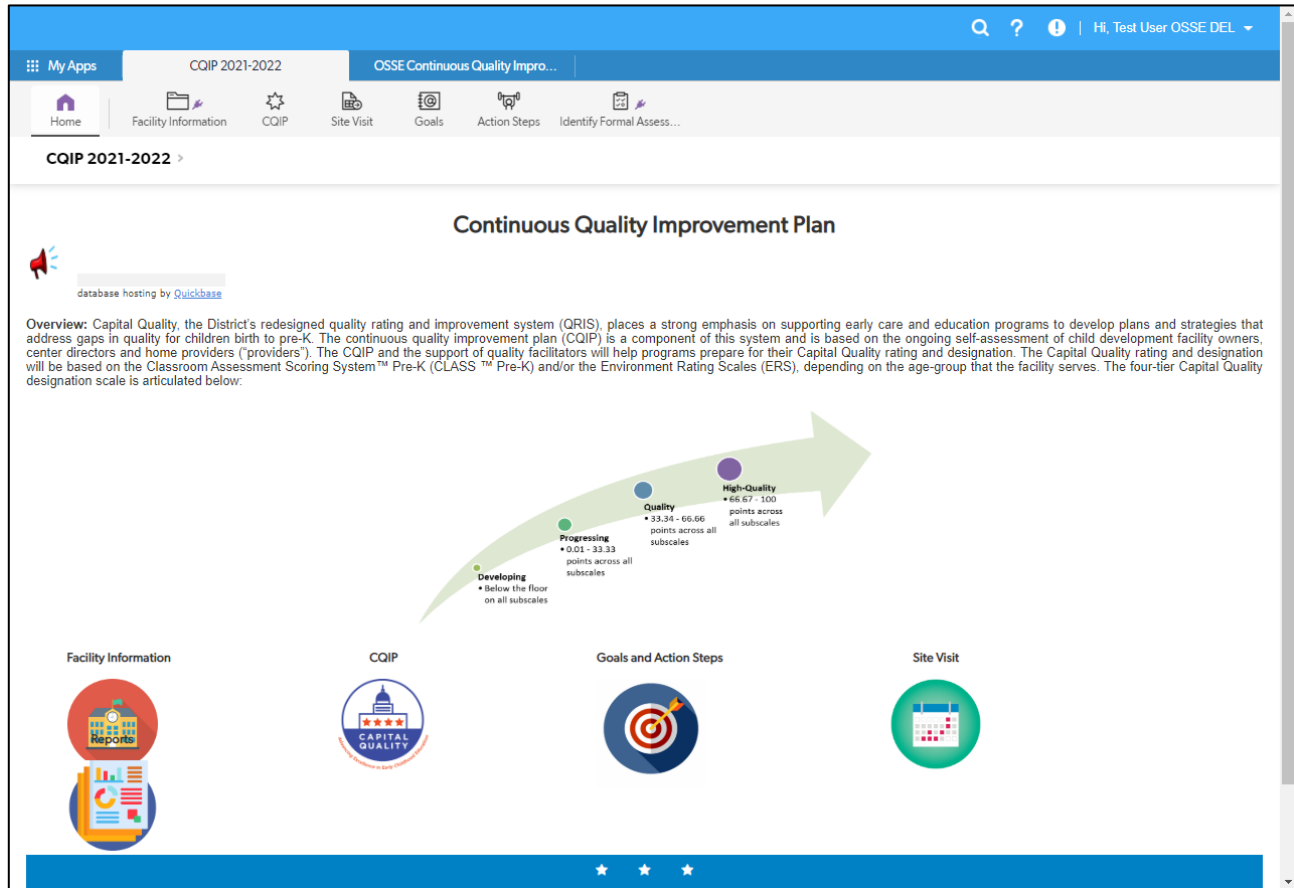 ? ! | Hi, Test User OSSE DEL
My Apps CQIP 2021-2022 OSSE Continuous Quality Impro...
Home Facility Information CQIP Site Visit Goals Action Steps Identify Formal Assess...
CQIP 2021-2022 >
Continuous Quality Improvement Plan
database hosting by Quickbase
Overview: Capital Quality, the District's redesigned quality rating and improvement system (QRIS), places a strong emphasis on supporting early care and education programs to develop plans and strategies that
address gaps in quality for children birth to pre-K. The continuous quality improvement plan (CQIP) is a component of this system and is based on the ongoing self-assessment of child development facility owners,
center directors and home providers ("providers"). The CQIP and the support of quality facilitators will help programs prepare for their Capital Quality rating and designation. The Capital Quality rating and designation
will be based on the Classroom Assessment Scoring System™ Pre-K (CLASS ™ Pre-K) and/or the Environment Rating Scales (ERS), depending on the age-group that the facility serves. The four-tier Capital Quality
designation scale is articulated below:
High-Quality
• 66.67 - 100
points across
all subscales
Quality
• 33.34 - 66.66
points across all
subscales
Progressing
• 0.01 - 33.33
points across all
subscales
Developing
• Below the floor
on all subscales
Facility Information CQIP Goals and Action Steps Site Visit
Reports
CAPITAL
QUALITY
Advancing Excellence in Early Childhood Education